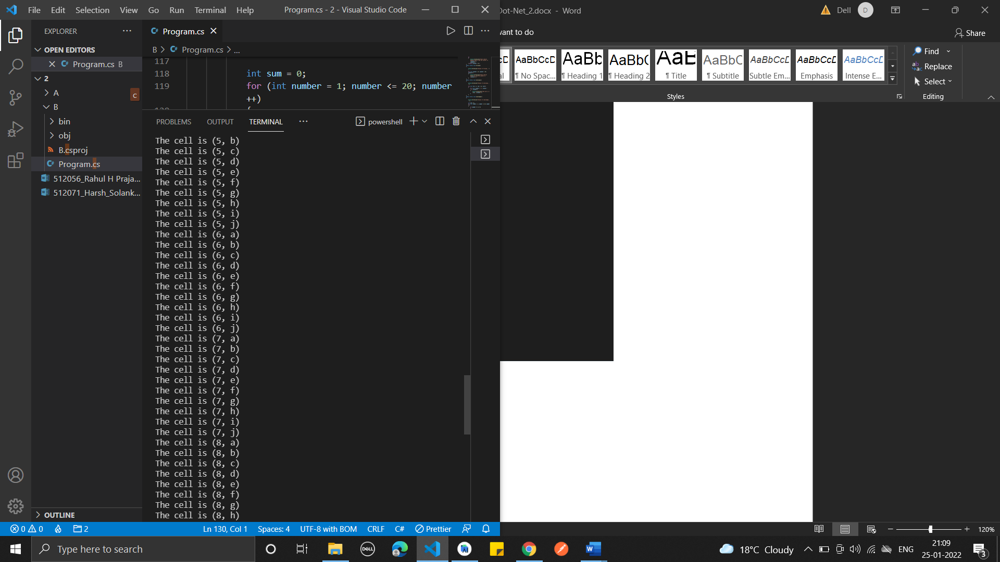 File Edit Selection View Go Run Terminal Help Program.cs - 2 - Visual Studio Code
Dot-Net_2.docx - Word Dell D
EXPLORER
Program.cs
want to do
Share
OPEN EDITORS
Program.cs B
B > Program.cs > ...
2
A
c
B
bin
obj
B.csproj
Program.cs
512056_Rahul H Praja...
512071_Harsh_Solank...
OUTLINE
117
118 int sum = 0;
119 for (int number = 1; number <= 20; number
++)
{
PROBLEMS OUTPUT TERMINAL powershell
The cell is (5, b)
The cell is (5, c)
The cell is (5, d)
The cell is (5, e)
The cell is (5, f)
The cell is (5, g)
The cell is (5, h)
The cell is (5, i)
The cell is (5, j)
The cell is (6, a)
The cell is (6, b)
The cell is (6, c)
The cell is (6, d)
The cell is (6, e)
The cell is (6, f)
The cell is (6, g)
The cell is (6, h)
The cell is (6, i)
The cell is (6, j)
The cell is (7, a)
The cell is (7, b)
The cell is (7, c)
The cell is (7, d)
The cell is (7, e)
The cell is (7, f)
The cell is (7, g)
The cell is (7, h)
The cell is (7, i)
The cell is (7, j)
The cell is (8, a)
The cell is (8, b)
The cell is (8, c)
The cell is (8, d)
The cell is (8, e)
The cell is (8, f)
The cell is (8, g)
The cell is (8, h)
AaBbCcD AaBb( AaBb( AaB AaBbC AaBbCcD AaBbCcD AaBbCcD
¶ No Spac... ¶ Heading 1 ¶ Heading 2 ¶ Title ¶ Subtitle Subtle Em... Emphasis Intense E...
Styles
Find
Replace
Select
Editing
0 0 2 Ln 130, Col 1 Spaces: 4 UTF-8 with BOM CRLF C# Prettier
120%
Type here to search
DELL
18°C Cloudy
ENG
21:09
25-01-2022
3